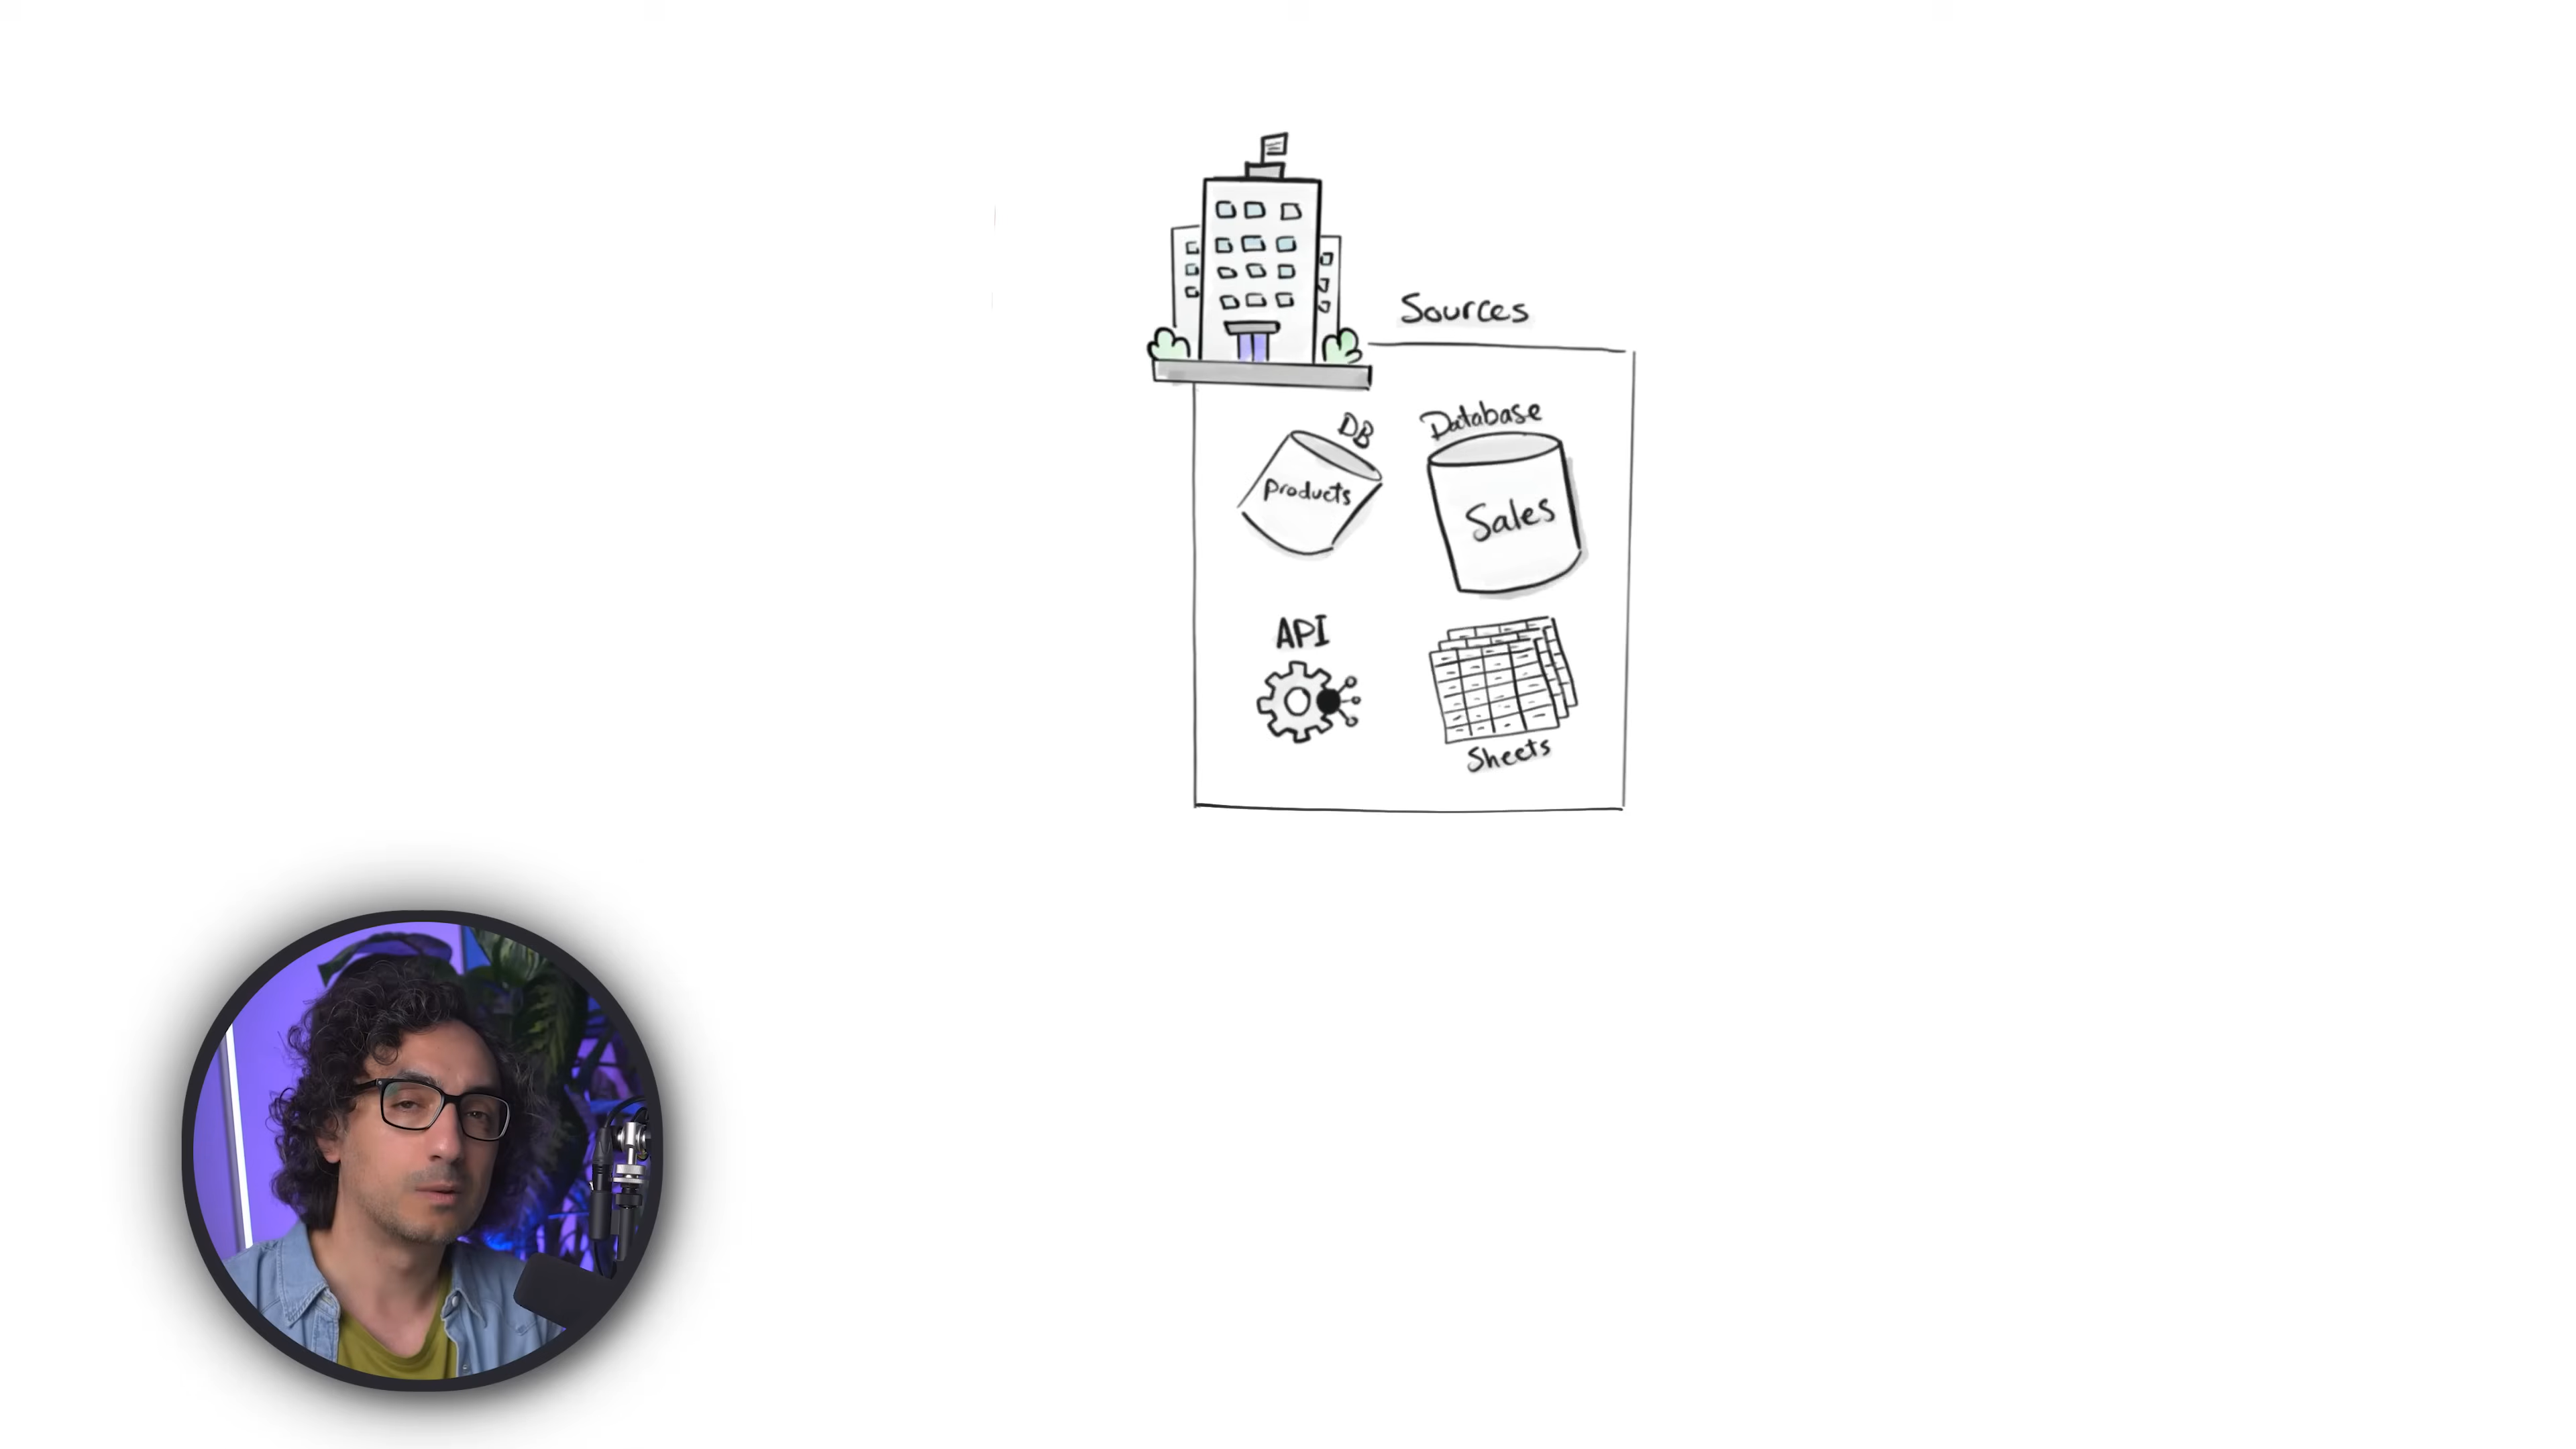 Sources
DB
Products
Database
Sales
API
Sheets